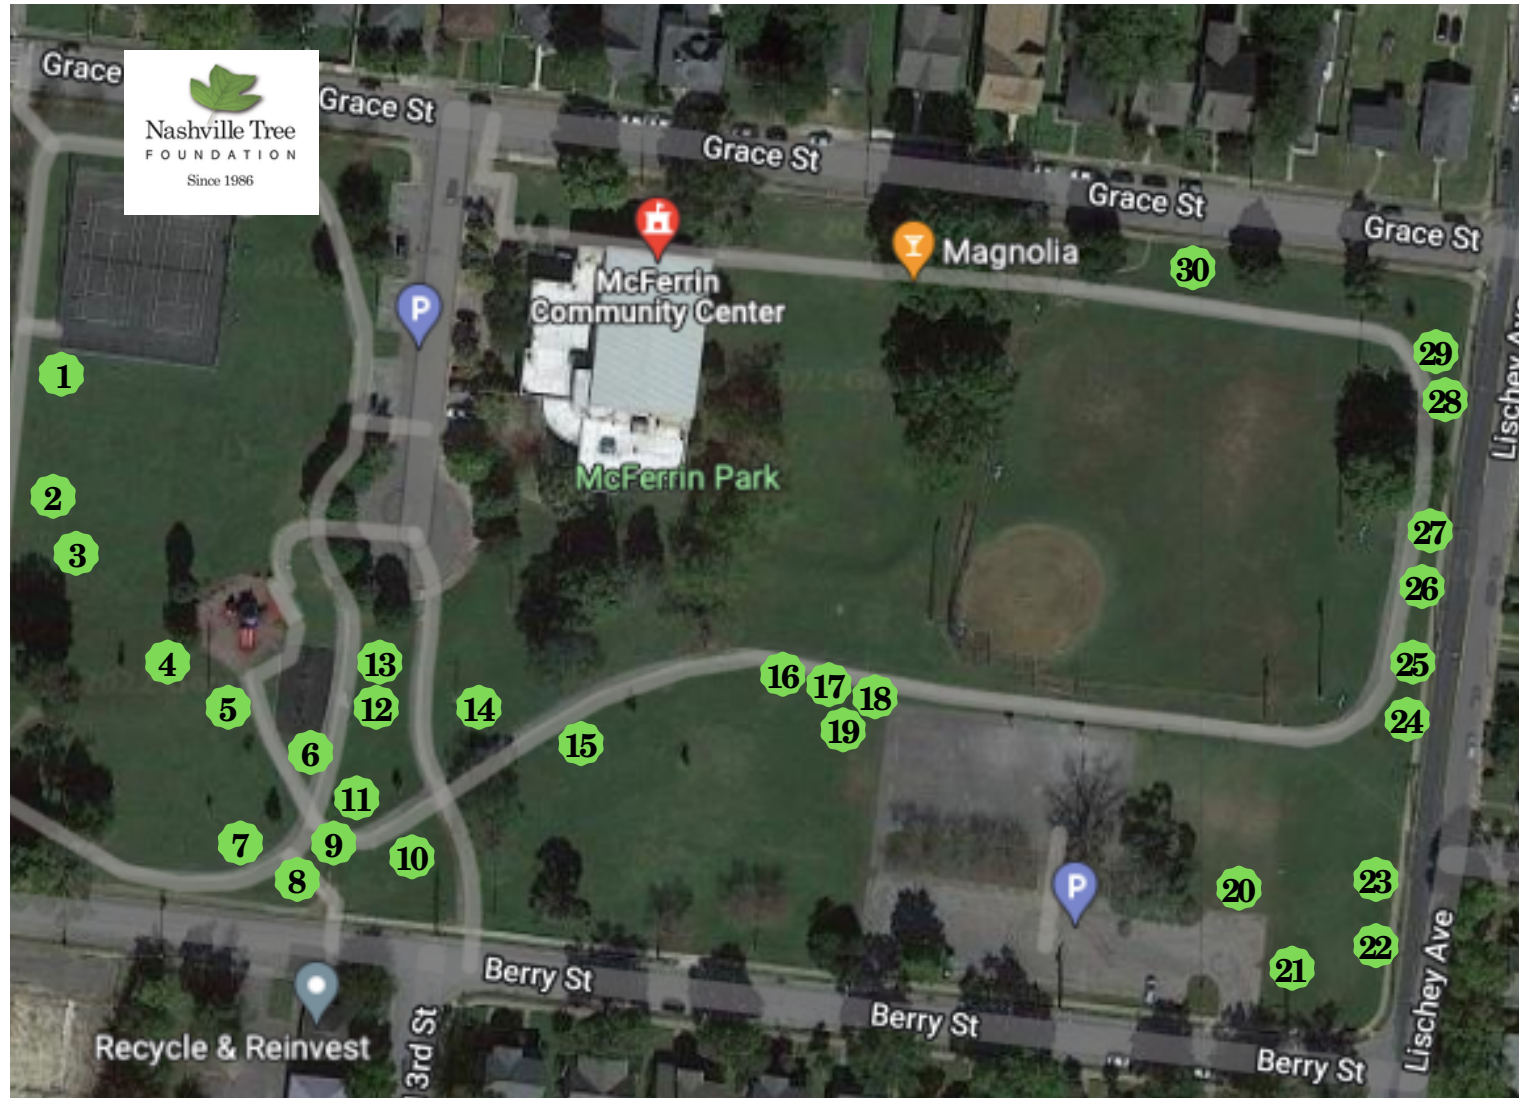 Grace
Nashville Tree
FOUNDATION
Since 1986
Grace St
Grace St
Grace St
Grace St
Magnolia
McFerrin
Community Center
McFerrin Park
P
30
29
28
1
2
3
27
26
4
13
25
5
12
14
16
17
18
19
24
6
15
11
7
9
10
8
20
23
P
22
21
Lischey Ave
Lischey Ave
Berry St
Berry St
Berry St
Recycle & Reinvest
3rd St